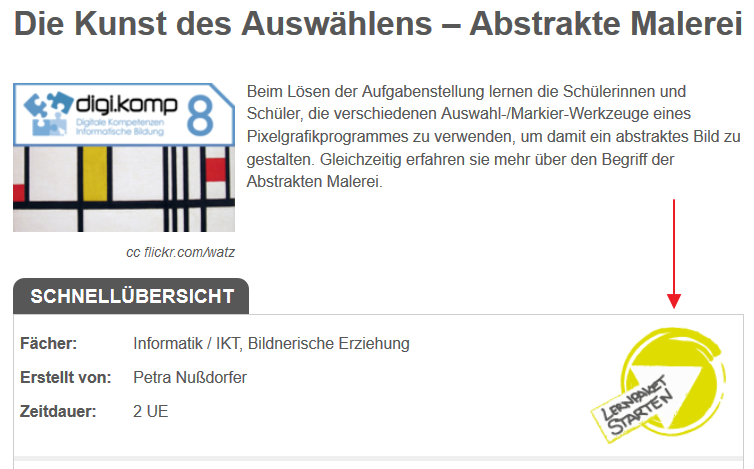 Die Kunst des Auswählens – Abstrakte Malerei
digi.komp 8
Digitale Kompetenzen
Informatische Bildung
Beim Lösen der Aufgabenstellung lernen die Schülerinnen und
Schüler, die verschiedenen Auswahl-/Markier-Werkzeuge eines
Pixelgrafikprogrammes zu verwenden, um damit ein abstraktes Bild zu
gestalten. Gleichzeitig erfahren sie mehr über den Begriff der
Abstrakten Malerei.
cc flickr.com/watz
SCHNELLÜBERSICHT
Fächer: Informatik / IKT, Bildnerische Erziehung
Erstellt von: Petra Nußdorfer
Zeitdauer: 2 UE
LERNPAKET
STARTEN